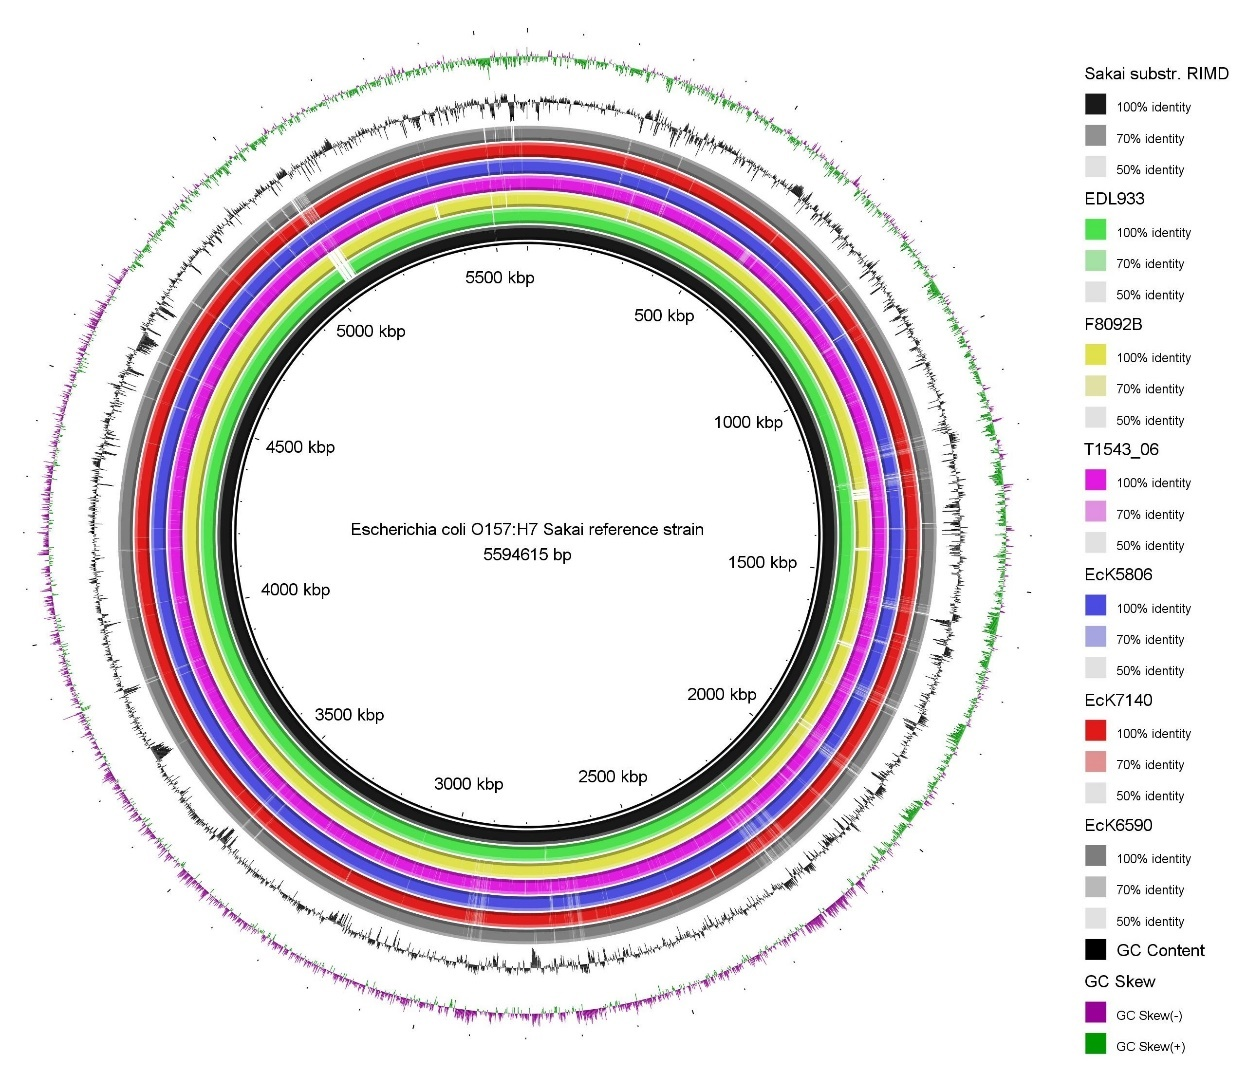 5500 kbp
500 kbp
1000 kbp
1500 kbp
2000 kbp
2500 kbp
3000 kbp
3500 kbp
4000 kbp
4500 kbp
5000 kbp
Escherichia coli O157:H7 Sakai reference strain
5594615 bp
Sakai substr. RIMD
100% identity
70% identity
50% identity
EDL933
100% identity
70% identity
50% identity
F8092B
100% identity
70% identity
50% identity
T1543_06
100% identity
70% identity
50% identity
EcK5806
100% identity
70% identity
50% identity
EcK7140
100% identity
70% identity
50% identity
EcK6590
100% identity
70% identity
50% identity
GC Content
GC Skew
GC Skew(-)
GC Skew(+)